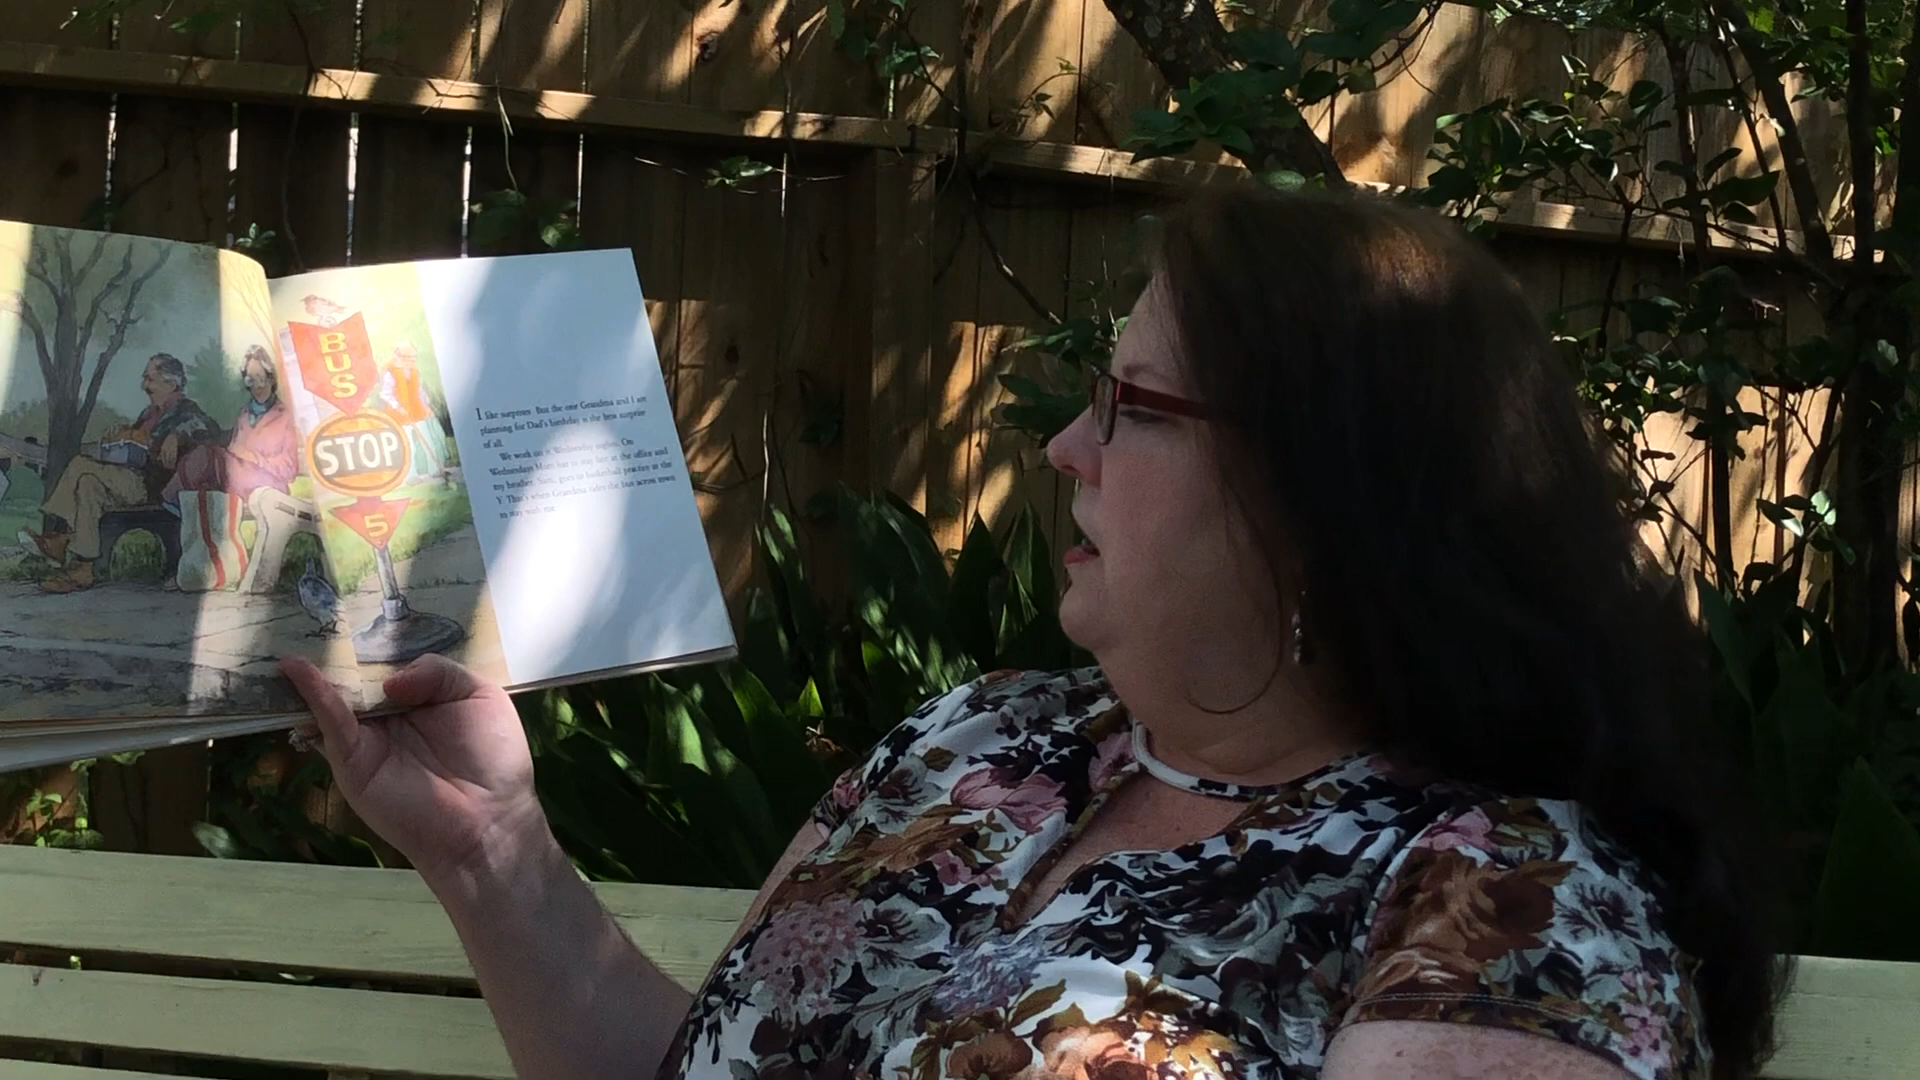 BUS
STOP
5
I like surprises. But the one Grandma and I are
planning for Dad's birthday is the best surprise
of all.
We work on it Wednesday nights. On
Wednesdays Mom has to stay late at the office and
my brother, Sam, goes to basketball practice at the
Y. That's when Grandma rides the bus across town
to stay with me.